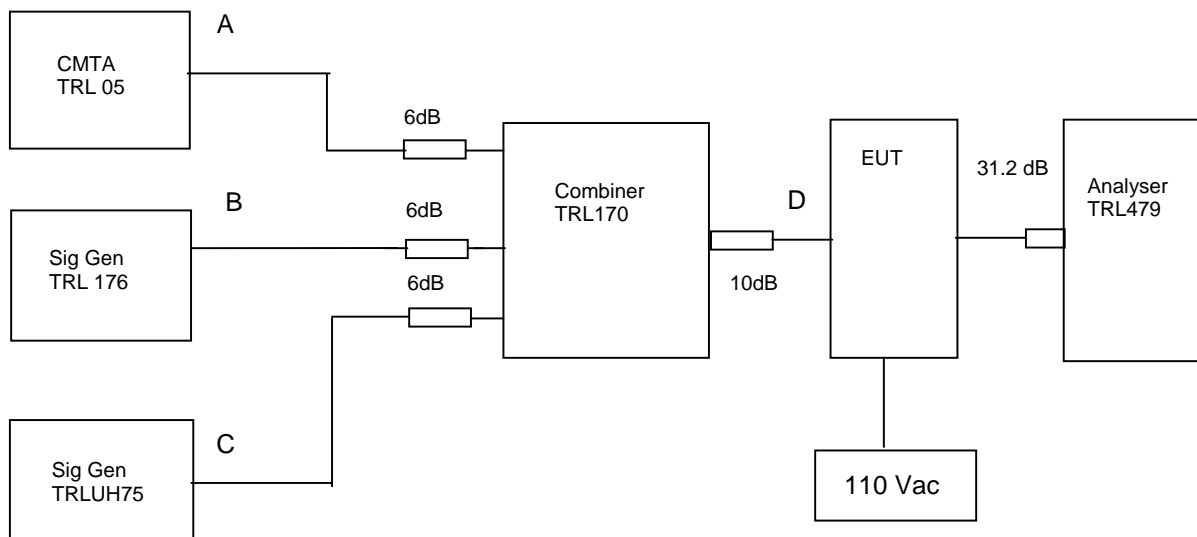 A
CMTA
TRL 05
6dB
B
Sig Gen
TRL 176
6dB
6dB
C
Sig Gen
TRLUH75
Combiner
TRL170
D
10dB
EUT
110 Vac
31.2 dB
Analyser
TRL479